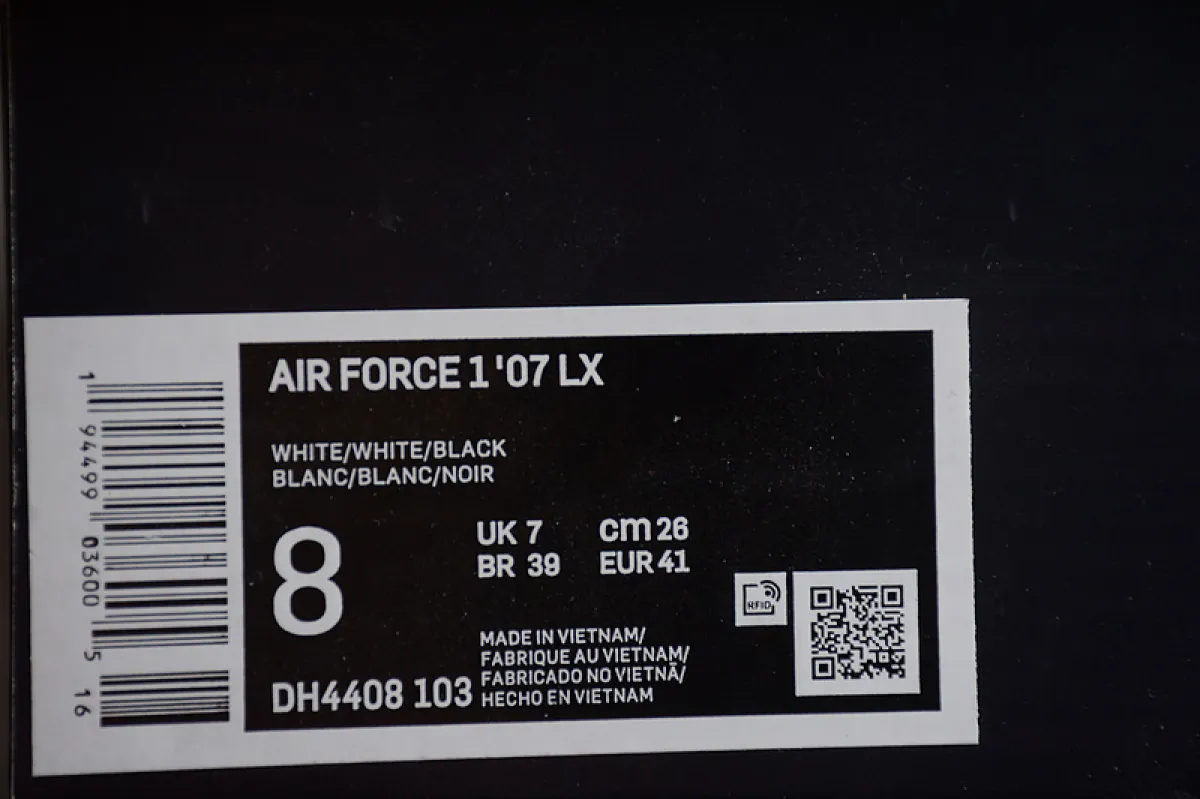 AIR FORCE 1 '07 LX
WHITE/WHITE/BLACK
BLANC/BLANC/NOIR
8
UK 7 cm 26
BR 39 EUR 41
MADE IN VIETNAM/
FABRIQUE AU VIETNAM/
FABRICADO NO VIETNÃ/
HECHO EN VIETNAM
DH4408 103
RFID
1 94499 03600 5 16